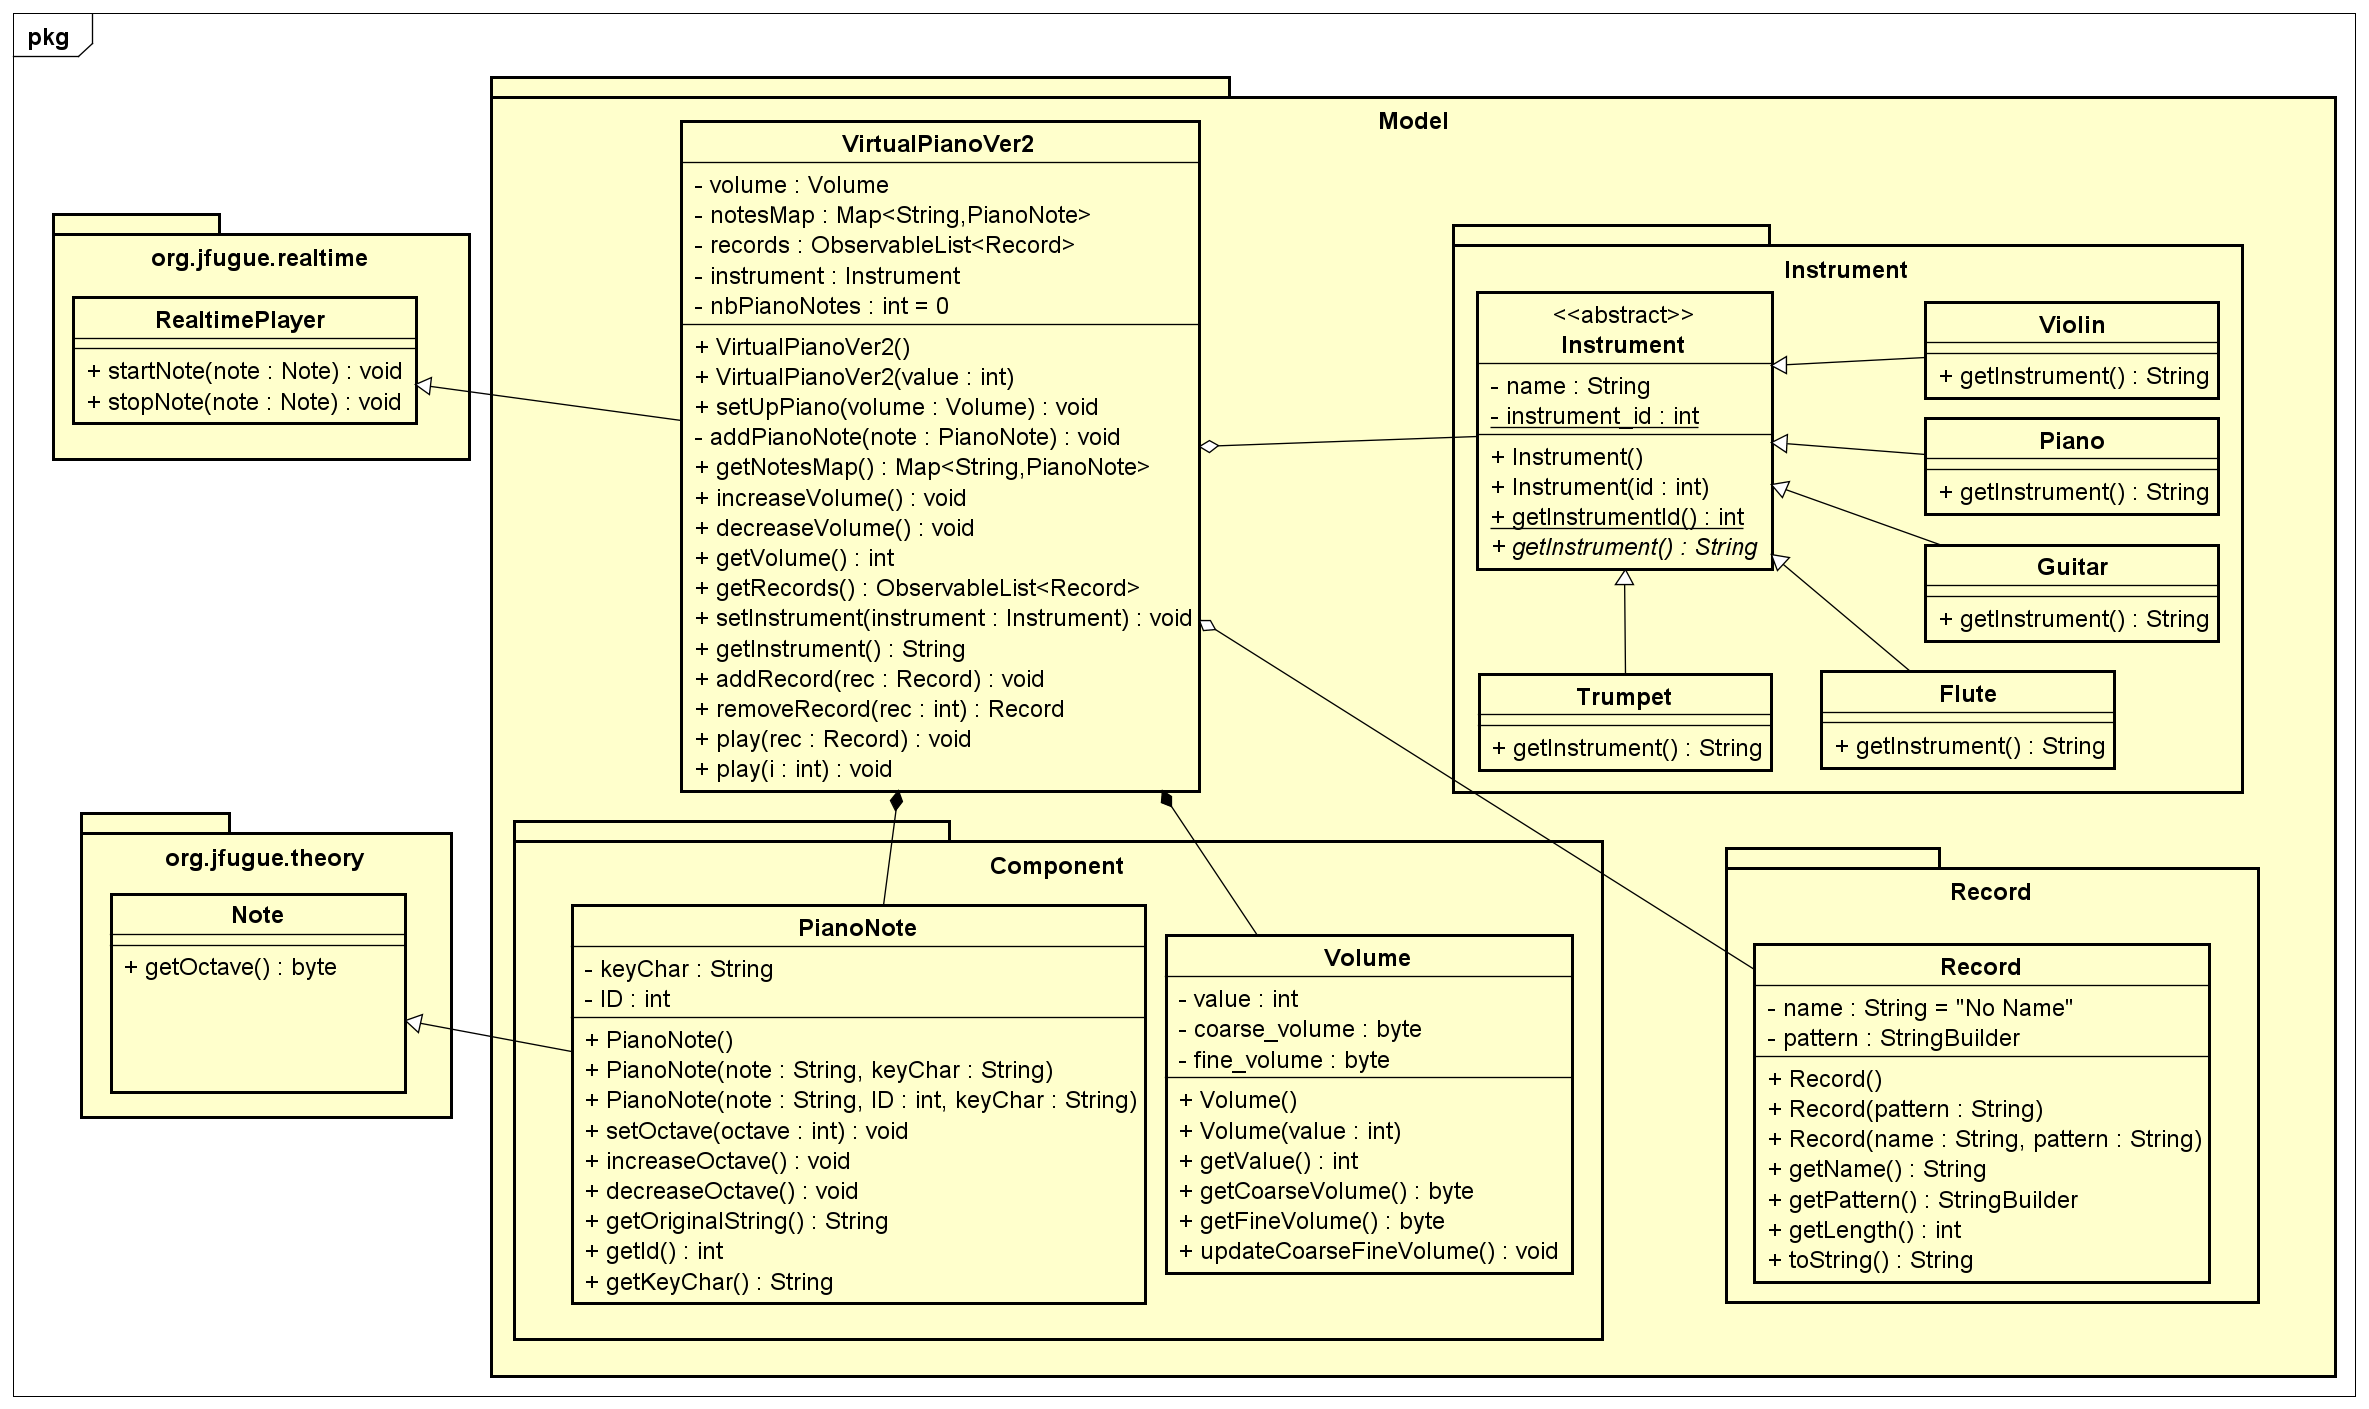 pkg
Model
VirtualPianoVer2
- volume : Volume
- notesMap : Map<String,PianoNote>
- records : ObservableList<Record>
- instrument : Instrument
- nbPianoNotes : int = 0
+ VirtualPianoVer2()
+ VirtualPianoVer2(value : int)
+ setUpPiano(volume : Volume) : void
- addPianoNote(note : PianoNote) : void
+ getNotesMap() : Map<String,PianoNote>
+ increaseVolume() : void
+ decreaseVolume() : void
+ getVolume() : int
+ getRecords() : ObservableList<Record>
+ setInstrument(instrument : Instrument) : void
+ getInstrument() : String
+ addRecord(rec : Record) : void
+ removeRecord(rec : int) : Record
+ play(rec : Record) : void
+ play(i : int) : void
org.jfugue.realtime
RealtimePlayer
+ startNote(note : Note) : void
+ stopNote(note : Note) : void
Instrument
<<abstract>>
Instrument
- name : String
- instrument_id : int
+ Instrument()
+ Instrument(id : int)
+ getInstrumentId() : int
+ getInstrument() : String
Violin
+ getInstrument() : String
Piano
+ getInstrument() : String
Guitar
+ getInstrument() : String
Trumpet
+ getInstrument() : String
Flute
+ getInstrument() : String
org.jfugue.theory
Note
+ getOctave() : byte
Component
PianoNote
- keyChar : String
- ID : int
+ PianoNote()
+ PianoNote(note : String, keyChar : String)
+ PianoNote(note : String, ID : int, keyChar : String)
+ setOctave(octave : int) : void
+ increaseOctave() : void
+ decreaseOctave() : void
+ getOriginalString() : String
+ getId() : int
+ getKeyChar() : String
Volume
- value : int
- coarse_volume : byte
- fine_volume : byte
+ Volume()
+ Volume(value : int)
+ getValue() : int
+ getCoarseVolume() : byte
+ getFineVolume() : byte
+ updateCoarseFineVolume() : void
Record
Record
- name : String = "No Name"
- pattern : StringBuilder
+ Record()
+ Record(pattern : String)
+ Record(name : String, pattern : String)
+ getName() : String
+ getPattern() : StringBuilder
+ getLength() : int
+ toString() : String